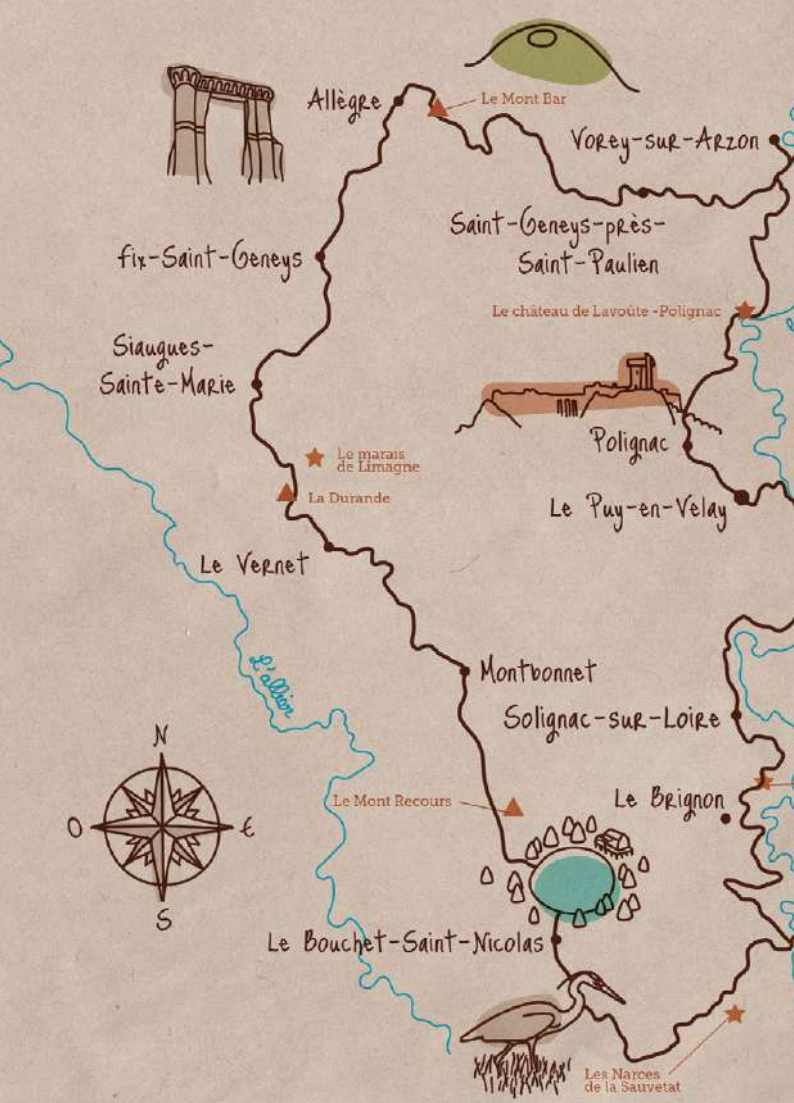 Le Mont Bar
Allègre
Vorey-sur-Arzon
Saint-Geneys-près-
Saint-Paulien
Fix-Saint-Geneys
Le château de Lavoûte-Polignac
Siaugues-
Sainte-Marie
Polignac
Le marais
de Limagne
La Durande
Le Puy-en-Velay
Le Vernet
L'allier
Montbonnet
Solignac-sur-Loire
N
O
E
S
Le Mont Recours
Le Brignon
Le Bouchet-Saint-Nicolas
Les Narces
de la Sauvetat